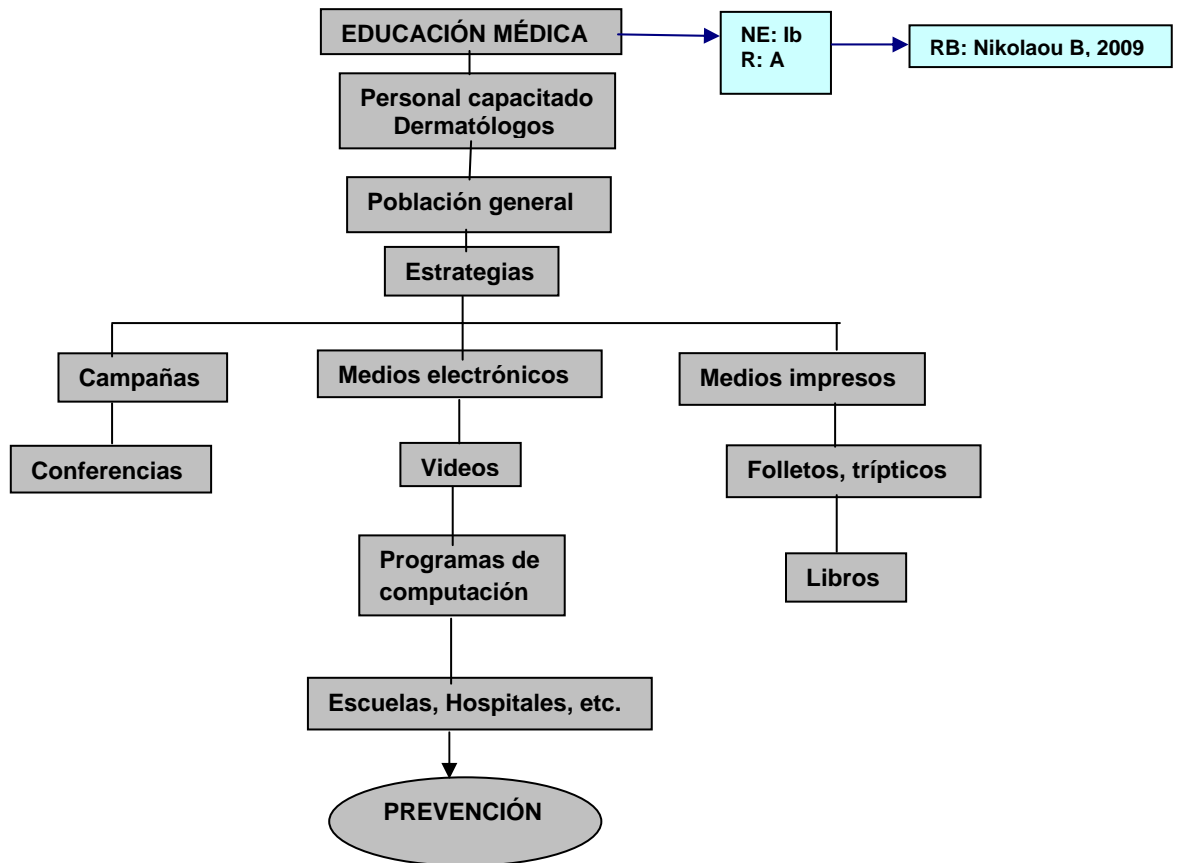 EDUCACIÓN MÉDICA
NE: Ib
R: A
RB: Nikolaou B, 2009
Personal capacitado
Dermatólogos
Población general
Estrategias
Campañas
Medios electrónicos
Medios impresos
Conferencias
Videos
Folletos, trípticos
Programas de
computación
Libros
Escuelas, Hospitales, etc.
PREVENCIÓN